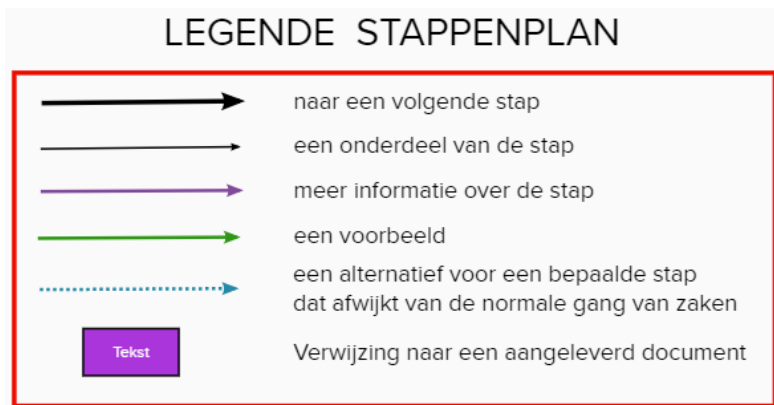 LEGENDE STAPPENPLAN
naar een volgende stap
een onderdeel van de stap
meer informatie over de stap
een voorbeeld
een alternatief voor een bepaalde stap
dat afwijkt van de normale gang van zaken
Tekst
Verwijzing naar een aangeleverd document